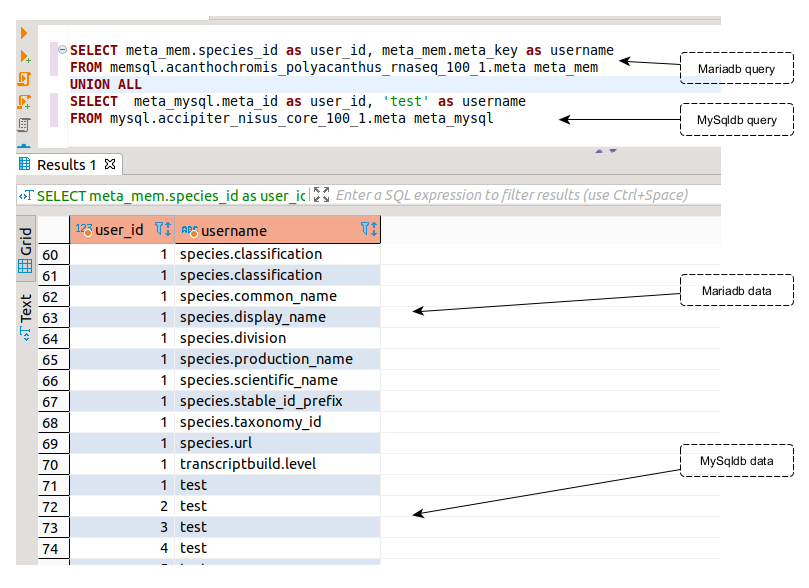 SELECT meta_mem.species_id as user_id, meta_mem.meta_key as username
FROM memsql.acanthochromis_polyacanthus_rnaseq_100_1.meta meta_mem
UNION ALL
SELECT  meta_mysql.meta_id as user_id, 'test' as username
FROM mysql.accipiter_nisus_core_100_1.meta meta_mysql
Mariadb query
MySqldb query
Results 1
SELECT meta_mem.species_id as user_ic
Enter a SQL expression to filter results (use Ctrl+Space)
Grid
Text
123 user_id ABC username
60 1 species.classification
61 1 species.classification
62 1 species.common_name
63 1 species.display_name
64 1 species.division
65 1 species.production_name
66 1 species.scientific_name
67 1 species.stable_id_prefix
68 1 species.taxonomy_id
69 1 species.url
70 1 transcriptbuild.level
71 1 test
72 2 test
73 3 test
74 4 test
Mariadb data
MySqldb data